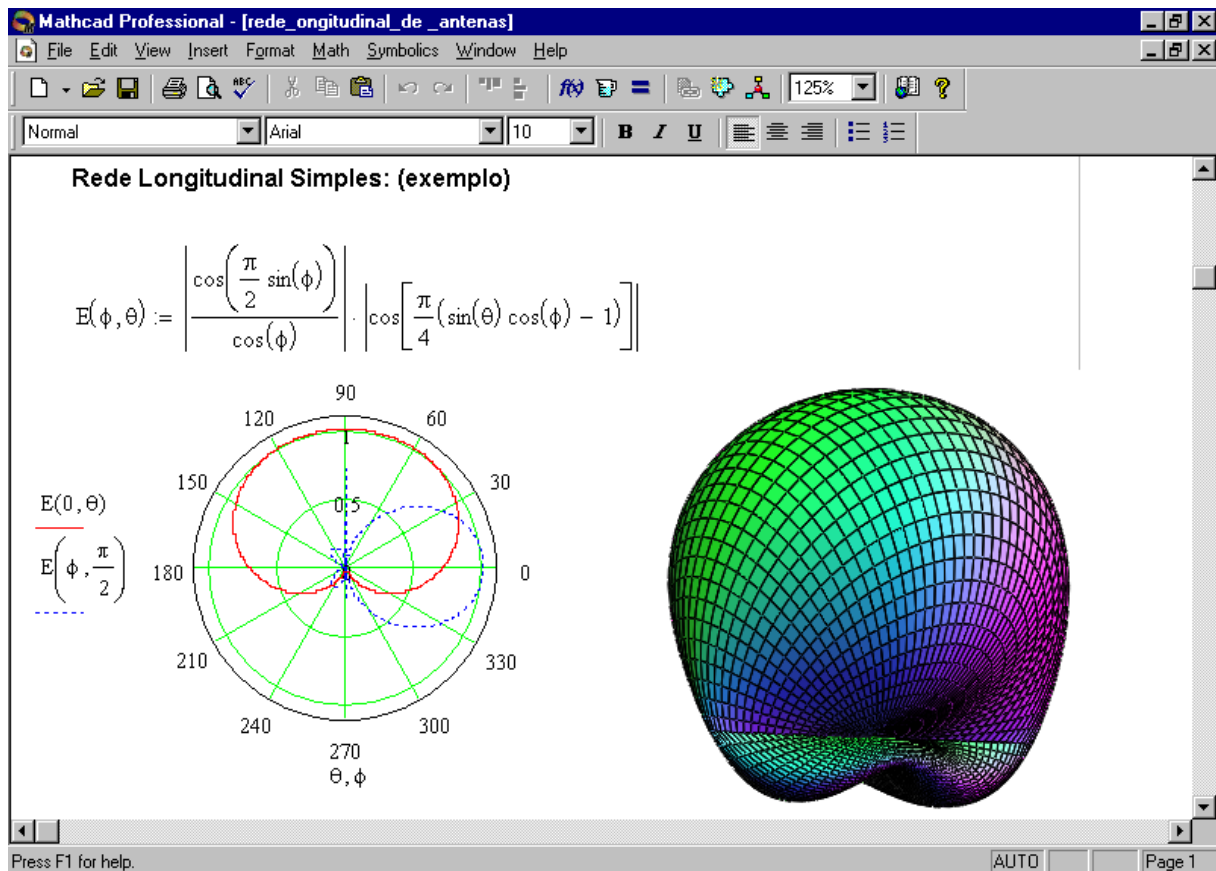 Mathcad Professional - [rede_ongitudinal_de _antenas]
File Edit View Insert Format Math Symbolics Window Help
ABC f(x) 125% ?
Normal Arial 10 B I U
Rede Longitudinal Simples: (exemplo)
E(ϕ,θ) := |cos(π/2 sin(ϕ))/cos(ϕ)| · |cos[π/4 (sin(θ) cos(ϕ) − 1)]|
90
120 60
150 30
180 0
210 330
240 300
270
1
0.5
E(0,θ)
E(ϕ,π/2)
θ,ϕ
Press F1 for help. AUTO Page 1